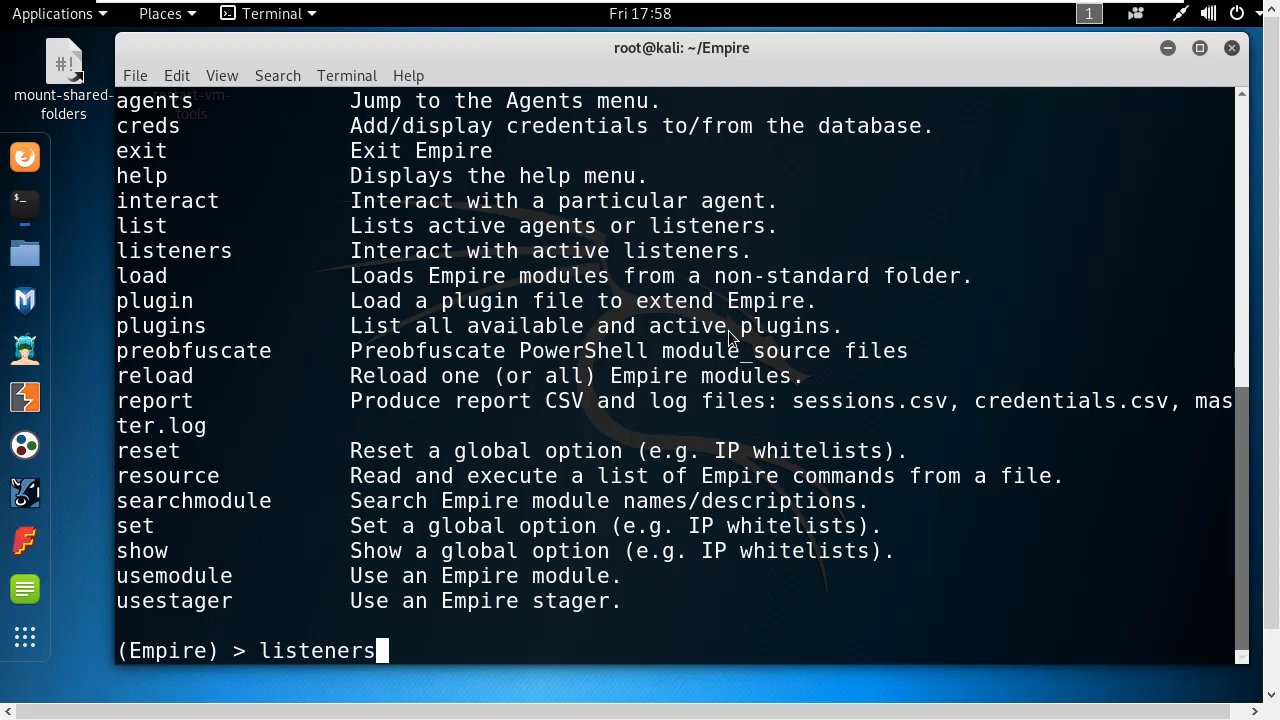 Applications Places Terminal Fri 17:58 1
root@kali: ~/Empire
File Edit View Search Terminal Help
mount-shared-
folders
agents Jump to the Agents menu.
creds Add/display credentials to/from the database.
exit Exit Empire
help Displays the help menu.
interact Interact with a particular agent.
list Lists active agents or listeners.
listeners Interact with active listeners.
load Loads Empire modules from a non-standard folder.
plugin Load a plugin file to extend Empire.
plugins List all available and active plugins.
preobfuscate Preobfuscate PowerShell module_source files
reload Reload one (or all) Empire modules.
report Produce report CSV and log files: sessions.csv, credentials.csv, mas
ter.log
reset Reset a global option (e.g. IP whitelists).
resource Read and execute a list of Empire commands from a file.
searchmodule Search Empire module names/descriptions.
set Set a global option (e.g. IP whitelists).
show Show a global option (e.g. IP whitelists).
usemodule Use an Empire module.
usestager Use an Empire stager.
(Empire) > listeners